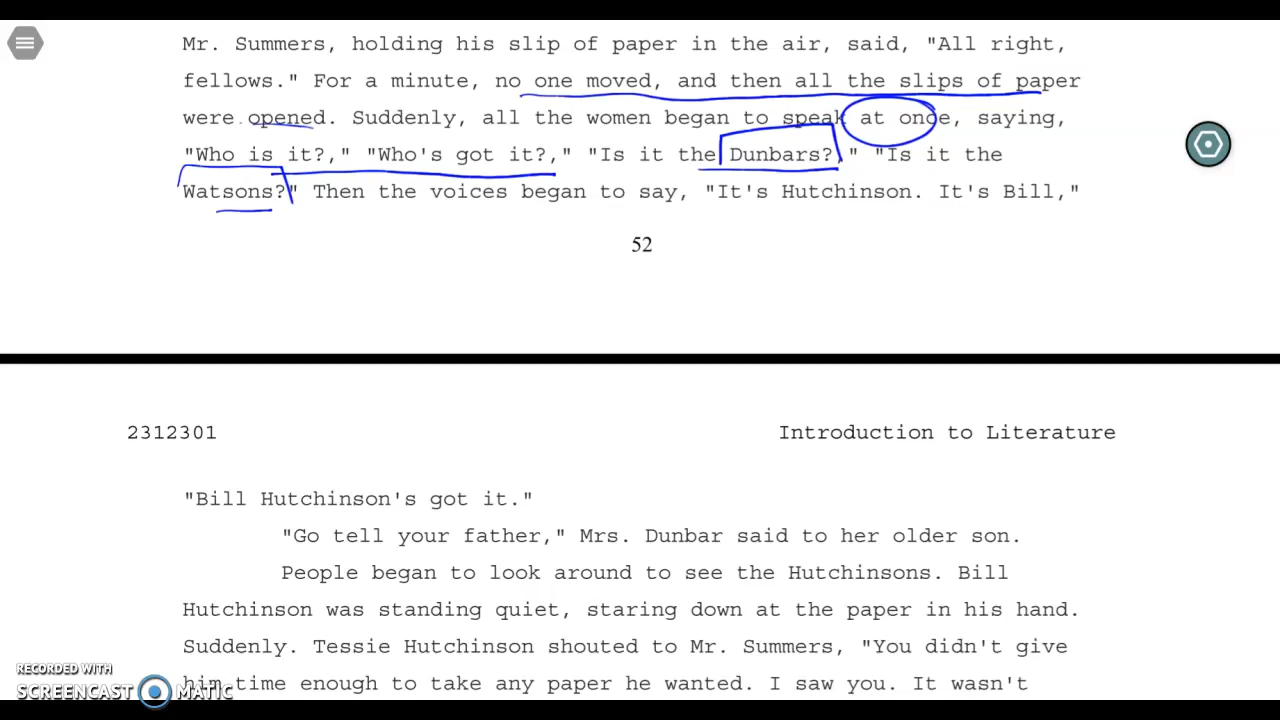 Mr. Summers, holding his slip of paper in the air, said, "All right,
fellows." For a minute, no one moved, and then all the slips of paper
were opened. Suddenly, all the women began to speak at once, saying,
"Who is it?," "Who's got it?," "Is it the Dunbars?," "Is it the
Watsons?" Then the voices began to say, "It's Hutchinson. It's Bill,"
52
2312301 Introduction to Literature
"Bill Hutchinson's got it."
"Go tell your father," Mrs. Dunbar said to her older son.
People began to look around to see the Hutchinsons. Bill
Hutchinson was standing quiet, staring down at the paper in his hand.
Suddenly. Tessie Hutchinson shouted to Mr. Summers, "You didn't give
him time enough to take any paper he wanted. I saw you. It wasn't
RECORDED WITH
SCREENCAST MATIC